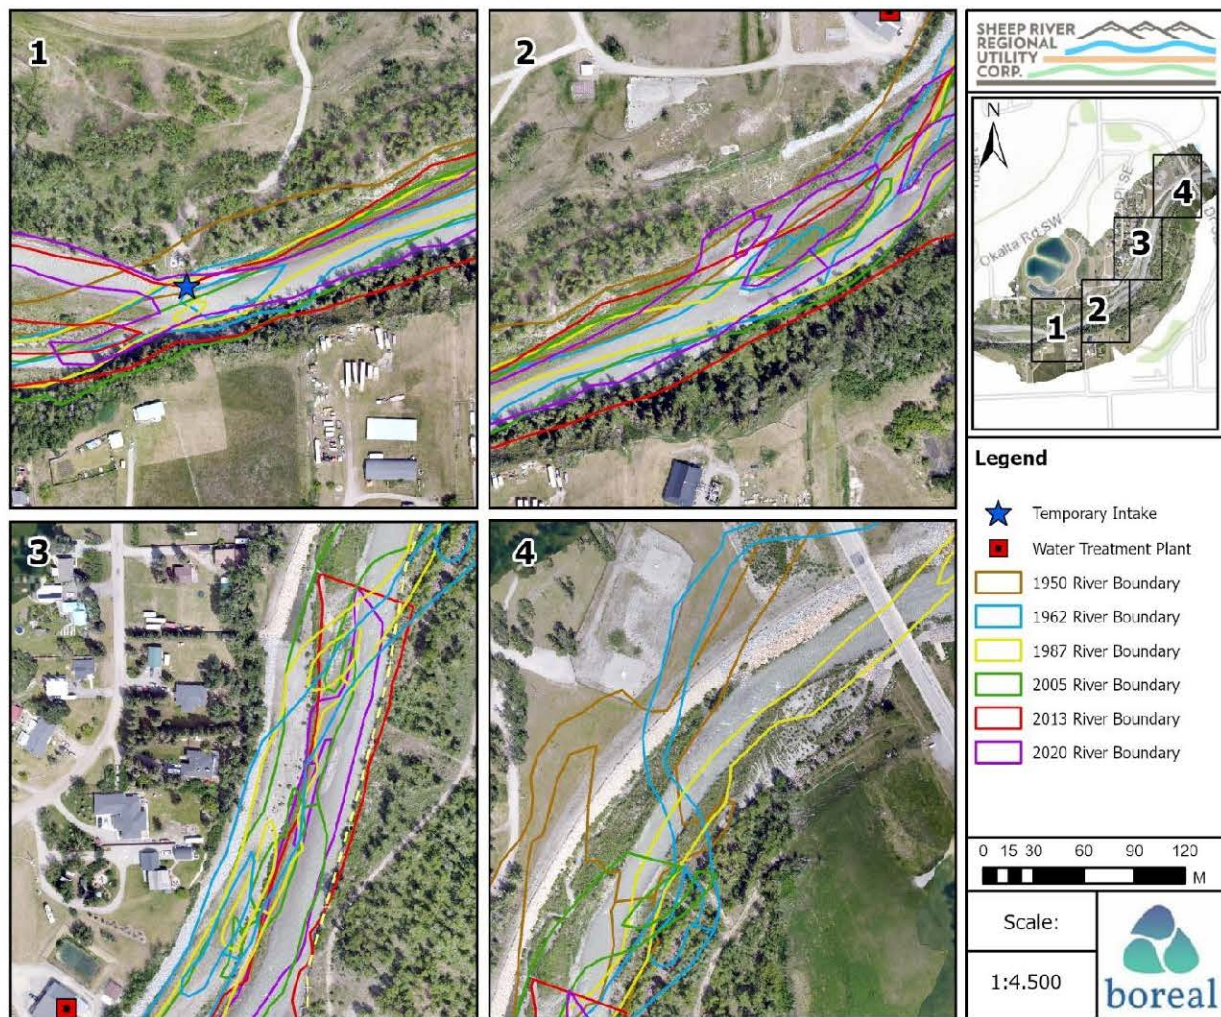 1
2
SHEEP RIVER
REGIONAL
UTILITY
CORP.
N
Okalta Rd SW
1
2
3
4
Legend
Temporary Intake
Water Treatment Plant
1950 River Boundary
1962 River Boundary
1987 River Boundary
2005 River Boundary
2013 River Boundary
2020 River Boundary
3
4
0 15 30 60 90 120
M
Scale:
1:4.500
boreal